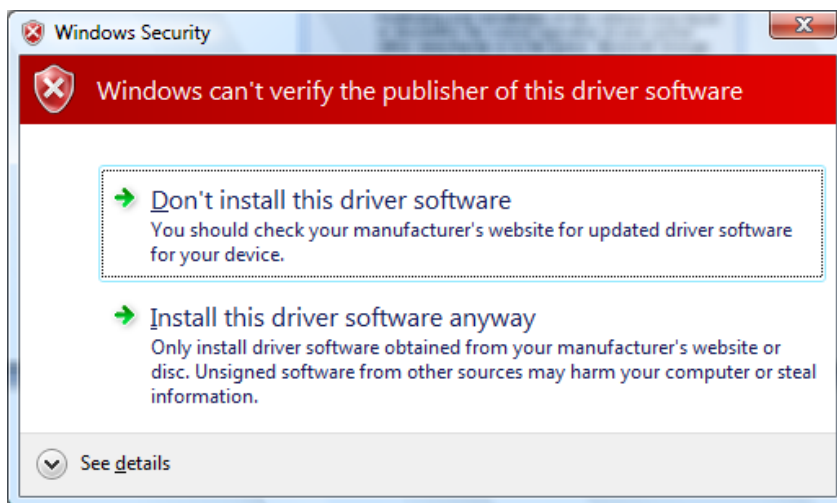 Windows Security
Windows can't verify the publisher of this driver software
Don't install this driver software
You should check your manufacturer's website for updated driver software
for your device.
Install this driver software anyway
Only install driver software obtained from your manufacturer's website or
disc. Unsigned software from other sources may harm your computer or steal
information.
See details